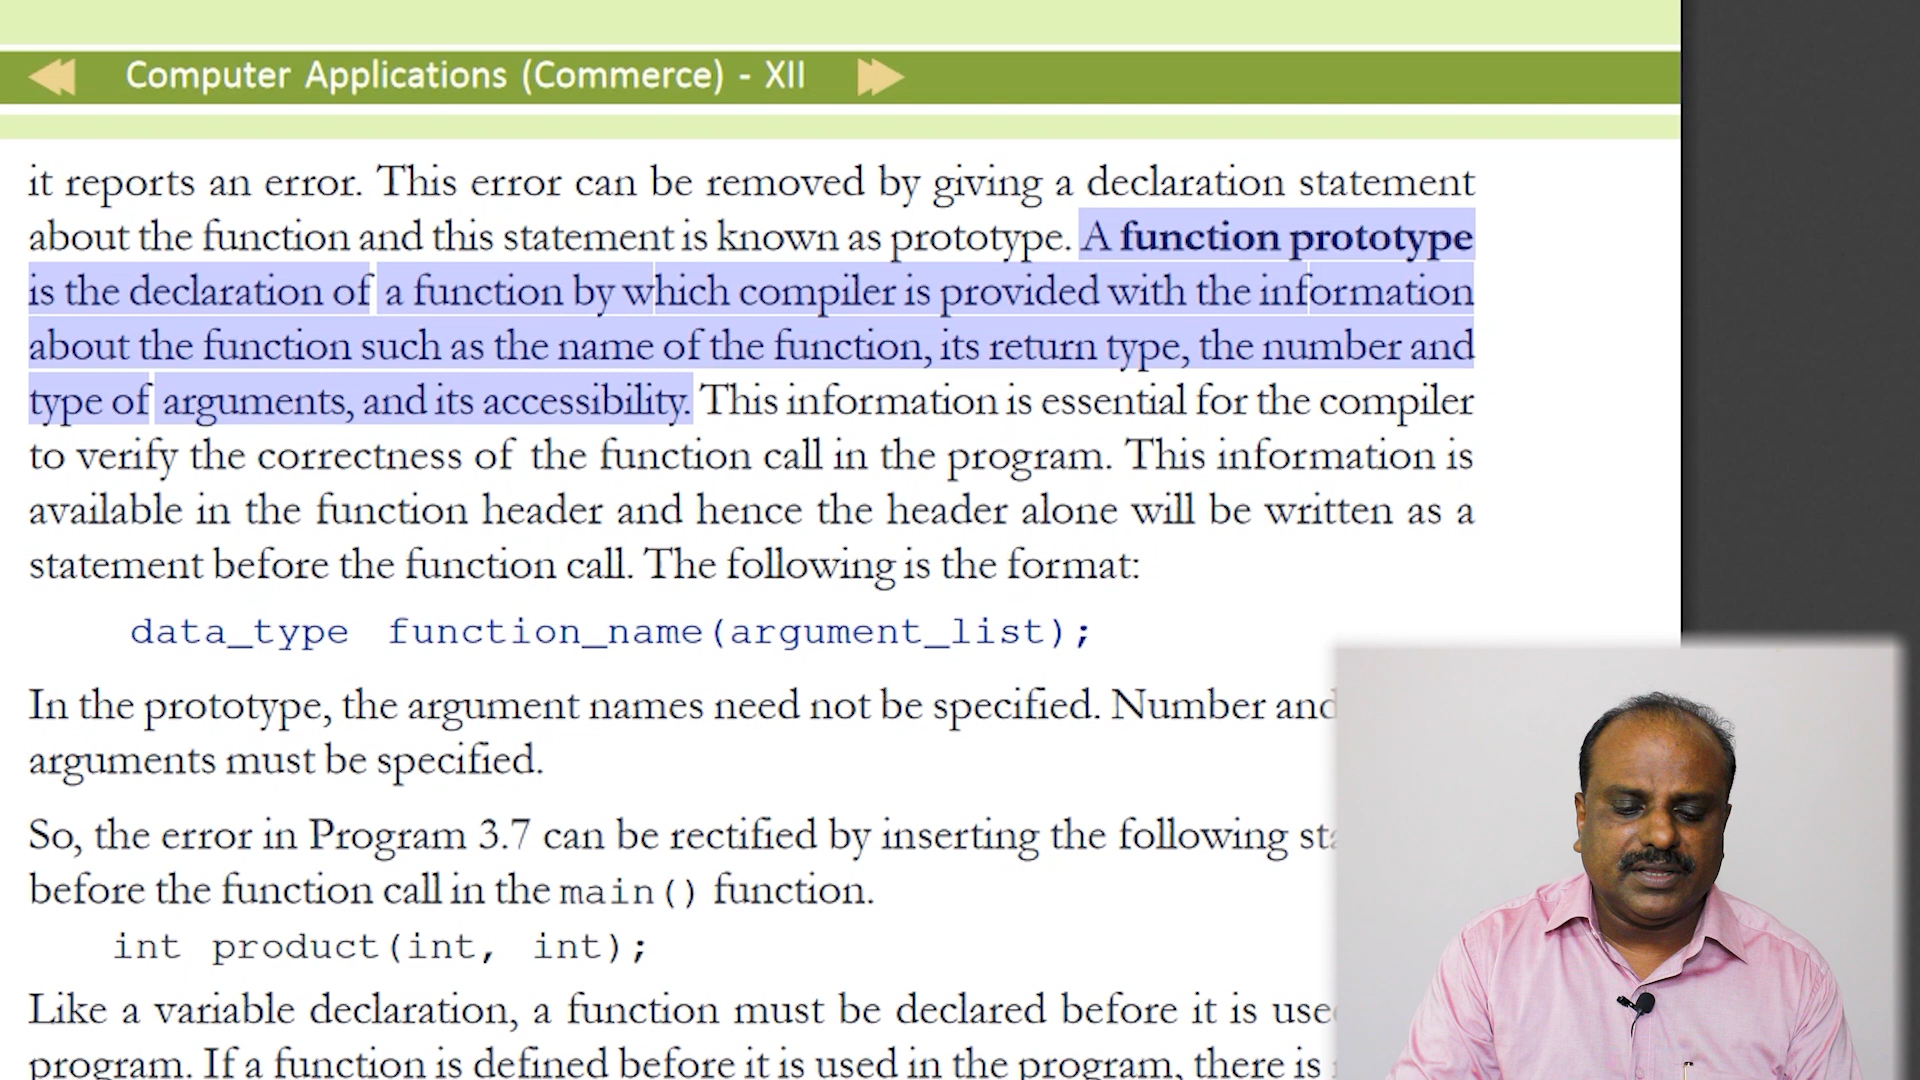 Computer Applications (Commerce) - XII
it reports an error. This error can be removed by giving a declaration statement
about the function and this statement is known as prototype. A function prototype
is the declaration of a function by which compiler is provided with the information
about the function such as the name of the function, its return type, the number and
type of arguments, and its accessibility. This information is essential for the compiler
to verify the correctness of the function call in the program. This information is
available in the function header and hence the header alone will be written as a
statement before the function call. The following is the format:
data_type function_name(argument_list);
In the prototype, the argument names need not be specified. Number and
arguments must be specified.
So, the error in Program 3.7 can be rectified by inserting the following
before the function call in the main() function.
int product(int, int);
Like a variable declaration, a function must be declared before it is
program. If a function is defined before it is used in the program, there is